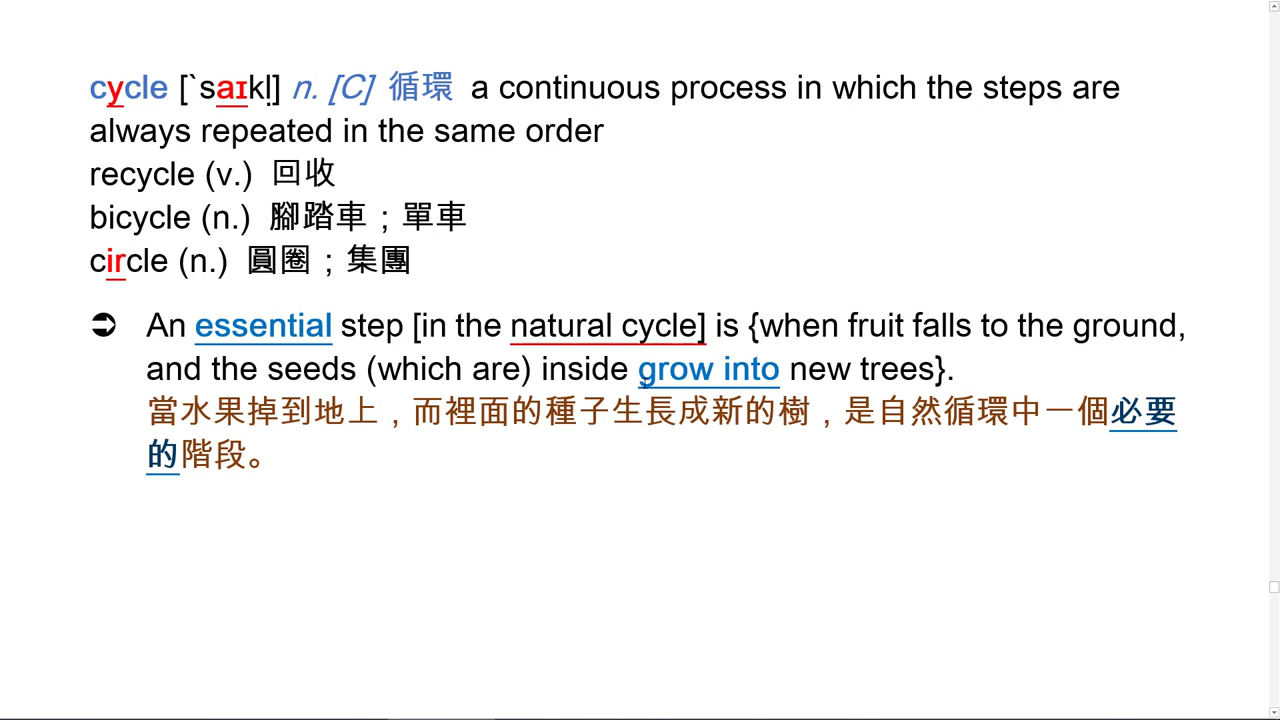 cycle [`saɪkḷ] n. [C] 循環 a continuous process in which the steps are
always repeated in the same order
recycle (v.) 回收
bicycle (n.) 腳踏車；單車
circle (n.) 圓圈；集團
➲ An essential step [in the natural cycle] is {when fruit falls to the ground,
and the seeds (which are) inside grow into new trees}.
當水果掉到地上，而裡面的種子生長成新的樹，是自然循環中一個必要
的階段。